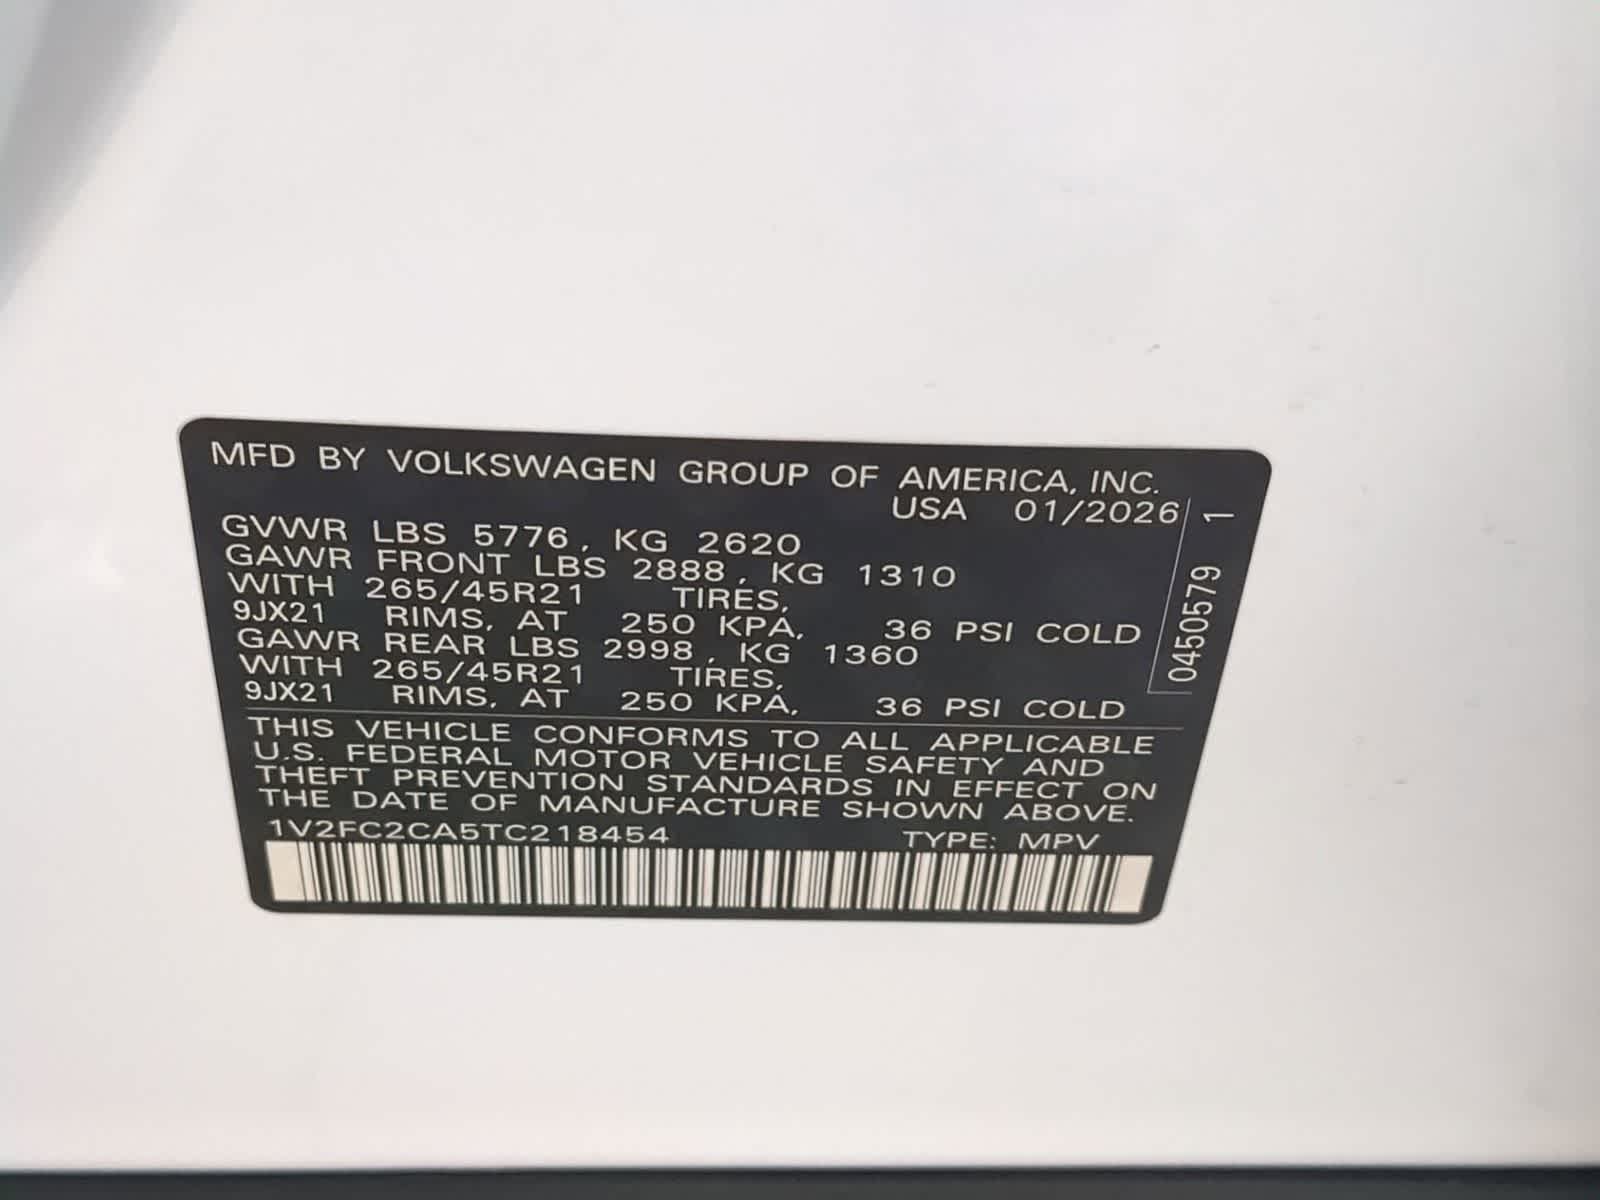 MFD BY VOLKSWAGEN GROUP OF AMERICA, INC.
USA 01/2026
GVWR LBS 5776, KG 2620
GAWR FRONT LBS 2888, KG 1310
WITH 265/45R21 TIRES,
9JX21 RIMS, AT 250 KPA, 36 PSI COLD
GAWR REAR LBS 2998, KG 1360
WITH 265/45R21 TIRES,
9JX21 RIMS, AT 250 KPA, 36 PSI COLD
0450579 1
THIS VEHICLE CONFORMS TO ALL APPLICABLE
U.S. FEDERAL MOTOR VEHICLE SAFETY AND
THEFT PREVENTION STANDARDS IN EFFECT ON
THE DATE OF MANUFACTURE SHOWN ABOVE.
1V2FC2CA5TC218454 TYPE: MPV